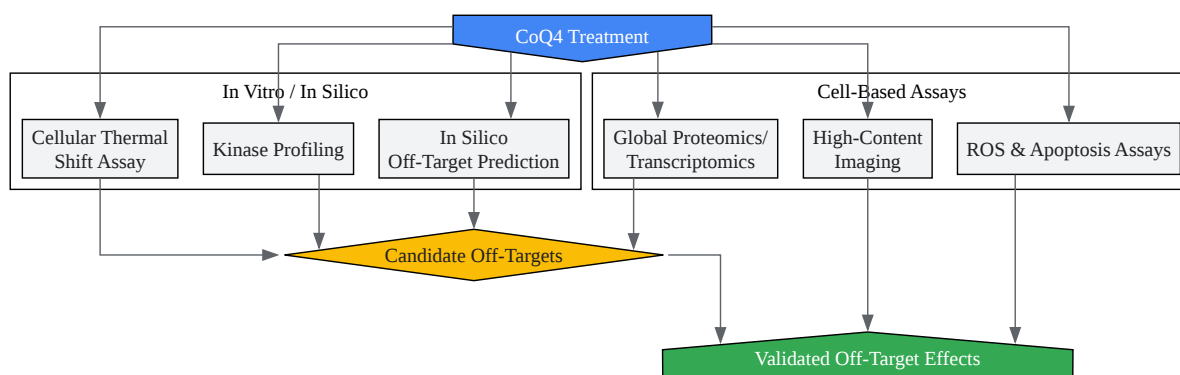 CoQ4 Treatment
In Vitro / In Silico
Cell-Based Assays
Cellular Thermal
Shift Assay
Kinase Profiling
In Silico
Off-Target Prediction
Global Proteomics/
Transcriptomics
High-Content
Imaging
ROS & Apoptosis Assays
Candidate Off-Targets
Validated Off-Target Effects